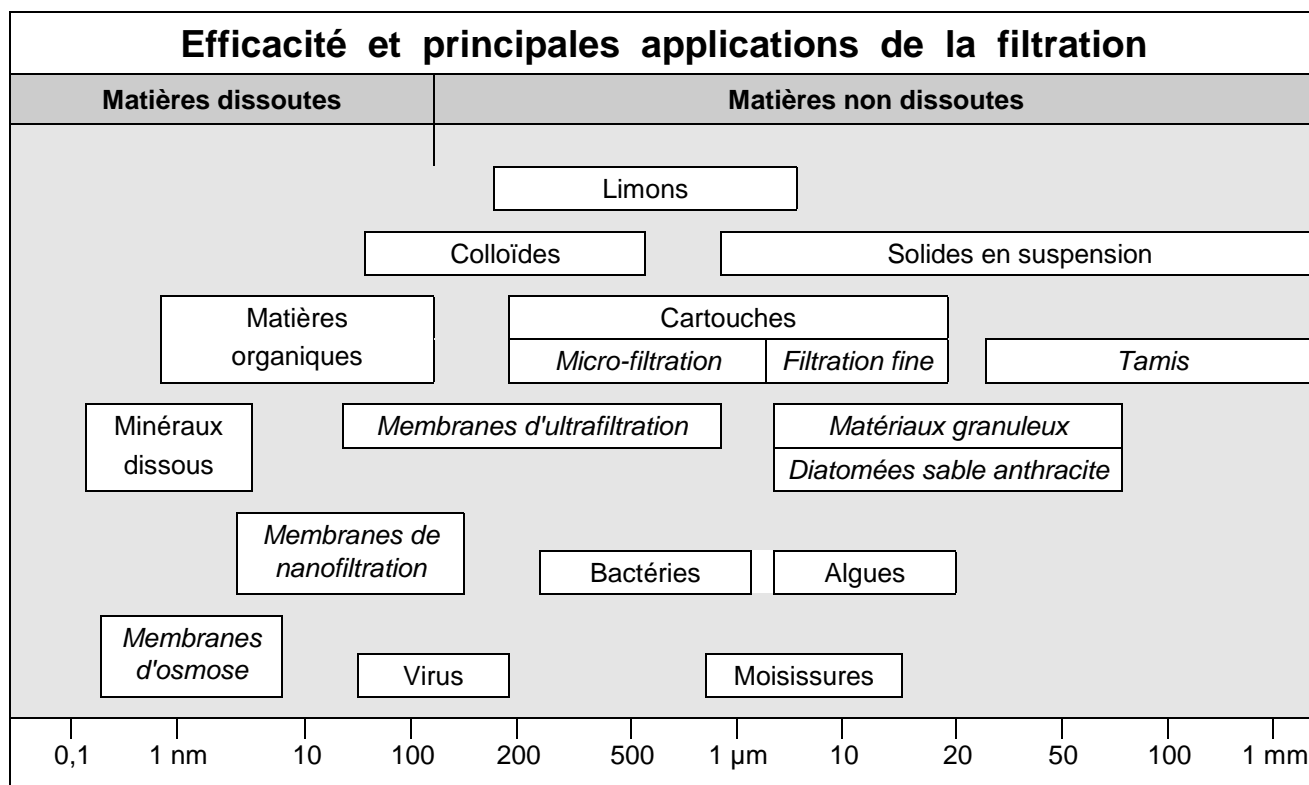 Efficacité et principales applications de la filtration
Matières dissoutes
Matières non dissoutes
Limons
Colloïdes
Solides en suspension
Matières
organiques
Cartouches
Micro-filtration
Filtration fine
Tamis
Minéraux
dissous
Membranes d'ultrafiltration
Matériaux granuleux
Diatomées sable anthracite
Membranes de
nanofiltration
Bactéries
Algues
Membranes
d'osmose
Virus
Moisissures
0,1
1 nm
10
100
200
500
1 µm
10
20
50
100
1 mm